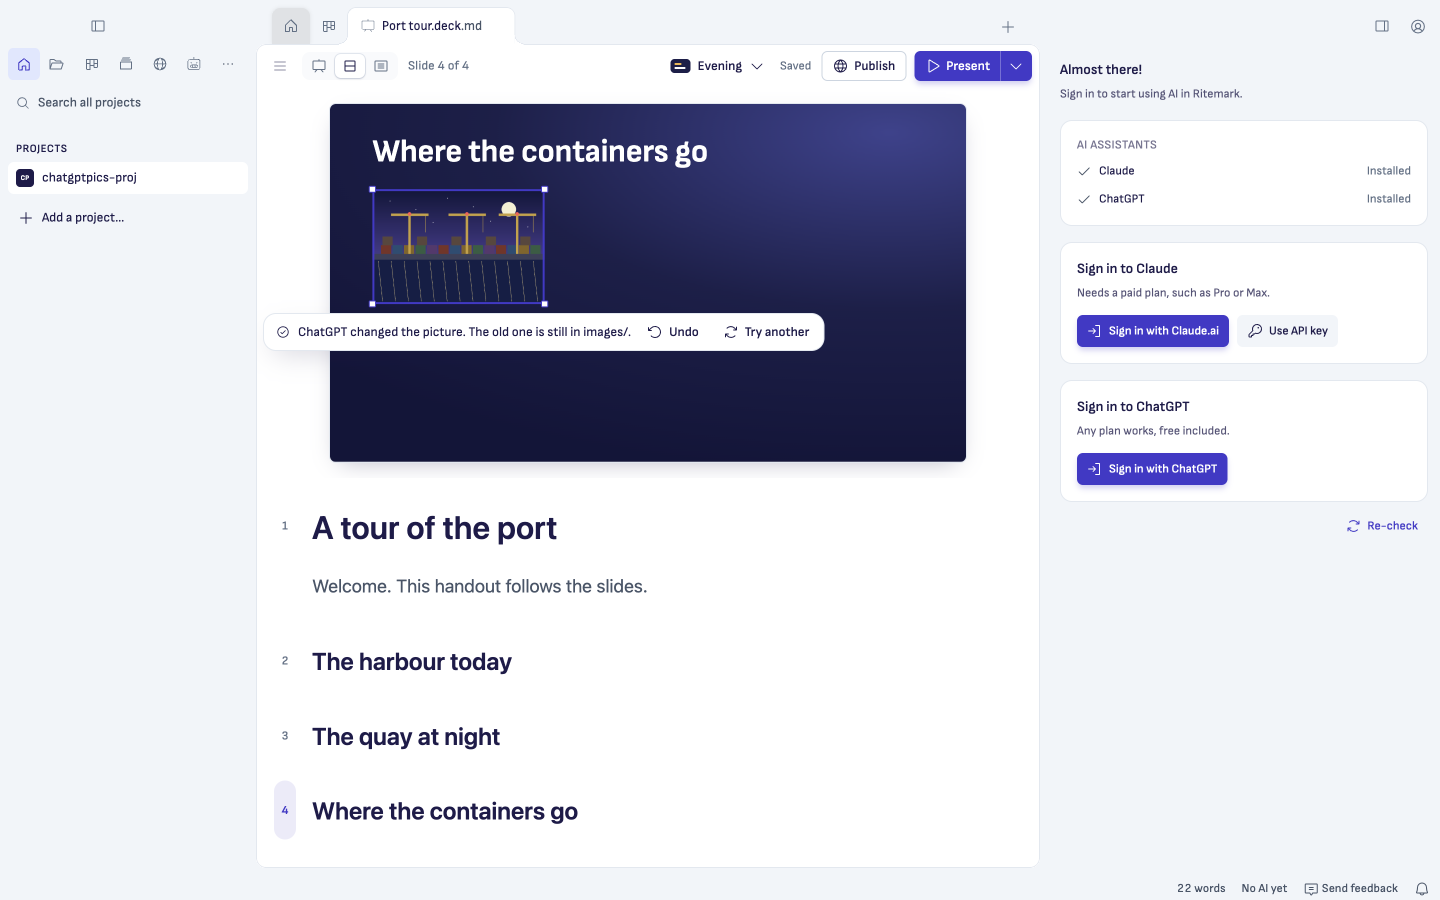 Port tour.deck.md
Slide 4 of 4
Evening
Saved
Publish
Present
Search all projects
PROJECTS
CP
chatgptpics-proj
Add a project...
Where the containers go
ChatGPT changed the picture. The old one is still in images/.
Undo
Try another
1
A tour of the port
Welcome. This handout follows the slides.
2
The harbour today
3
The quay at night
4
Where the containers go
Almost there!
Sign in to start using AI in Ritemark.
AI ASSISTANTS
Claude
Installed
ChatGPT
Installed
Sign in to Claude
Needs a paid plan, such as Pro or Max.
Sign in with Claude.ai
Use API key
Sign in to ChatGPT
Any plan works, free included.
Sign in with ChatGPT
Re-check
22 words
No AI yet
Send feedback